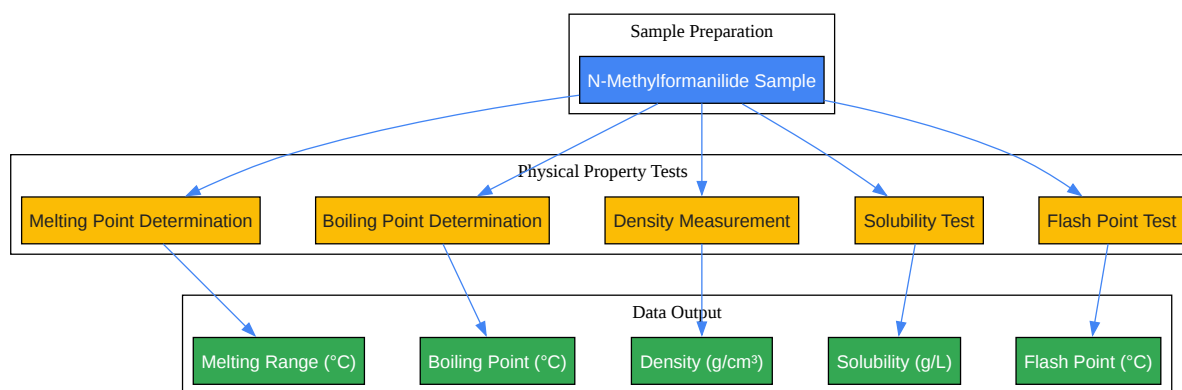 Sample Preparation
N-Methylformanilide Sample
Physical Property Tests
Melting Point Determination
Boiling Point Determination
Density Measurement
Solubility Test
Flash Point Test
Data Output
Melting Range (°C)
Boiling Point (°C)
Density (g/cm³)
Solubility (g/L)
Flash Point (°C)